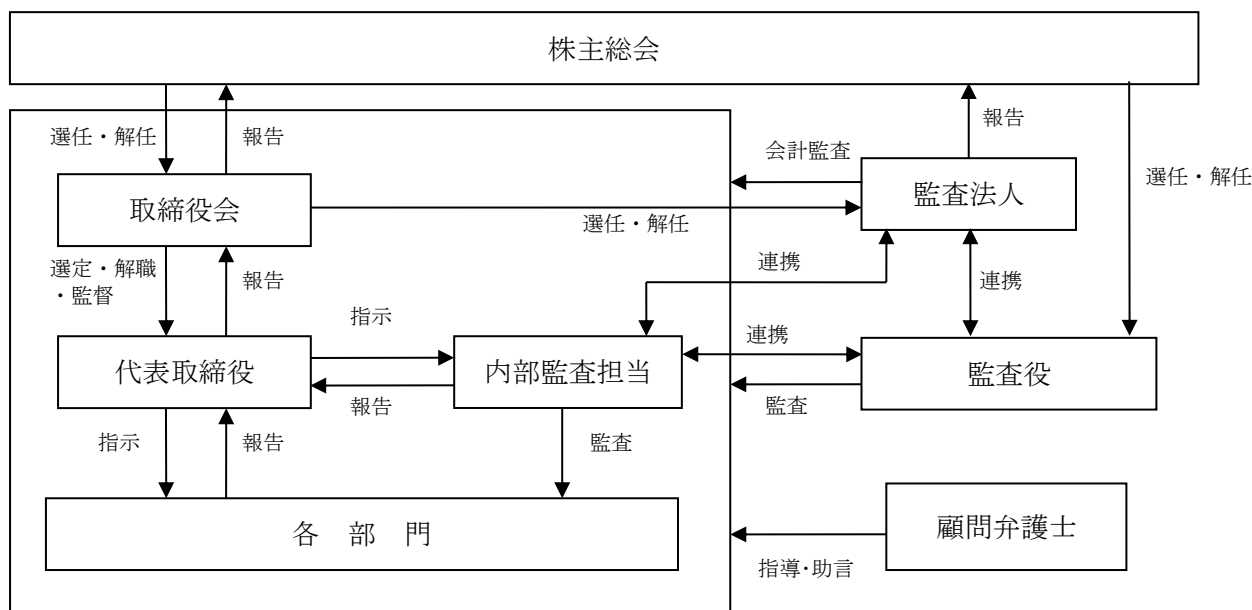 株主総会
選任・解任
報告
報告
会計監査
監査法人
選任・解任
取締役会
選任・解任
選定・解職
・監督
報告
連携
連携
指示
連携
代表取締役
内部監査担当
監査役
報告
監査
指示
報告
監査
各 部 門
顧問弁護士
指導・助言